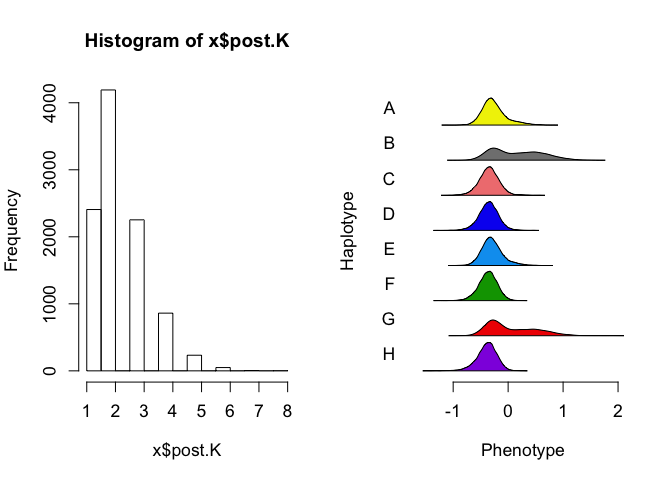 Histogram of x$post.K
Frequency
0
1000
2000
3000
4000
1 2 3 4 5 6 7 8
x$post.K
Haplotype
A
B
C
D
E
F
G
H
-1 0 1 2
Phenotype